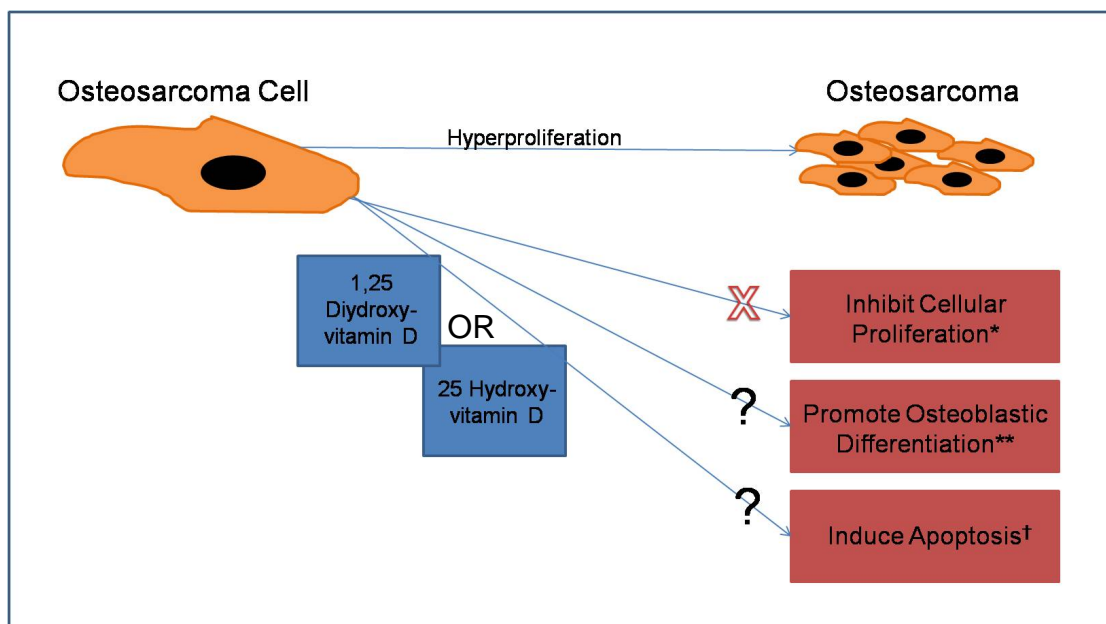 Osteosarcoma Cell
Osteosarcoma
Hyperproliferation
1,25
Diydroxy-
vitamin D
OR
25 Hydroxy-
vitamin D
X
Inhibit Cellular
Proliferation*
?
Promote Osteoblastic
Differentiation**
?
Induce Apoptosis†